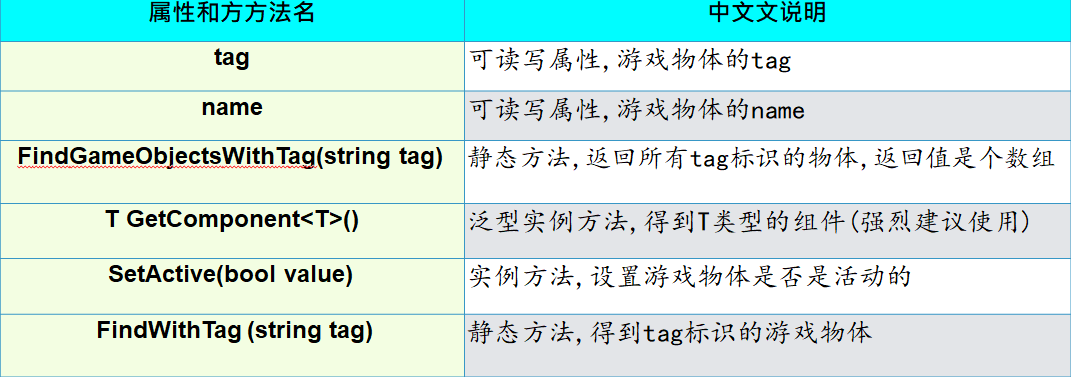 属性和方方法名 中文文说明
tag 可读写属性,游戏物体的tag
name 可读写属性,游戏物体的name
FindGameObjectsWithTag(string tag) 静态方法,返回所有tag标识的物体,返回值是个数组
T GetComponent<T>() 泛型实例方法,得到T类型的组件(强烈建议使用)
SetActive(bool value) 实例方法,设置游戏物体是否是活动的
FindWithTag (string tag) 静态方法,得到tag标识的游戏物体